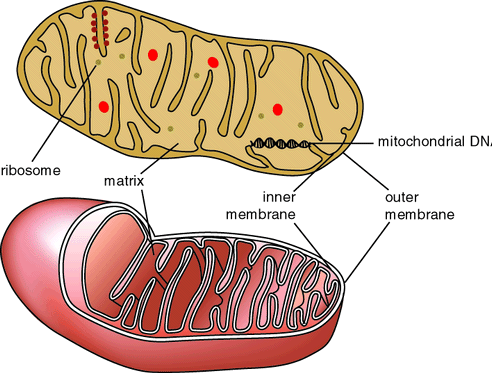 mitochondrial DN
ribosome
matrix
inner
membrane
outer
membrane